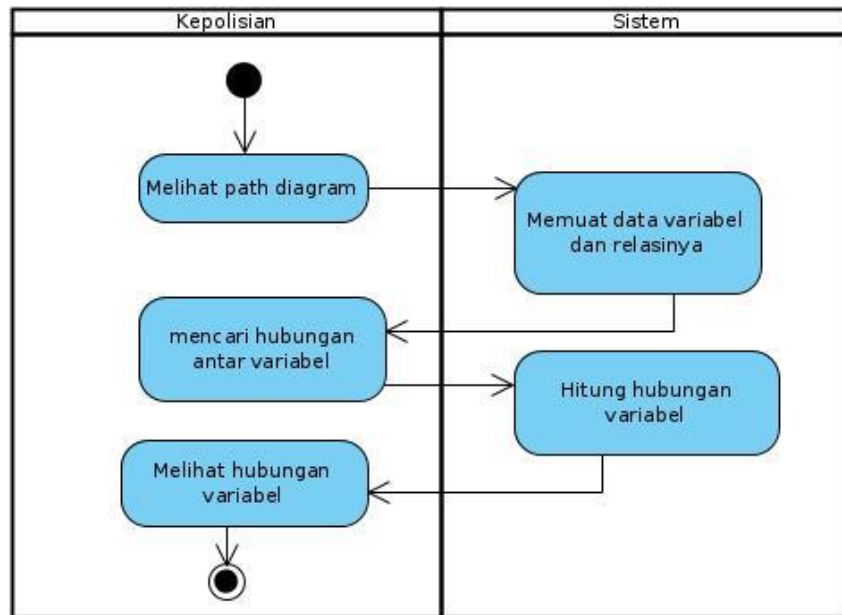 Kepolisian
Sistem
Melihat path diagram
Memuat data variabel
dan relasinya
mencari hubungan
antar variabel
Hitung hubungan
variabel
Melihat hubungan
variabel